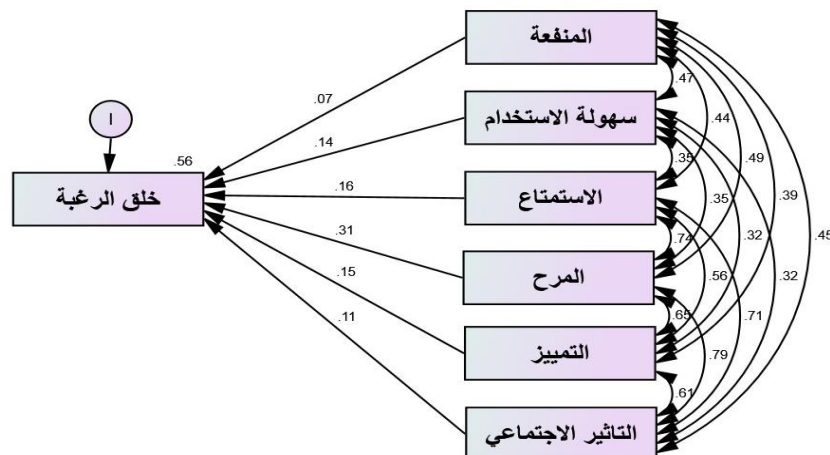 المنفعة
.47
.07
سهولة الاستخدام
.44
.14
.56
.35
.49
I
خلق الرغبة
.16
الاستمتاع
.35
.39
.74
.32
.45
.31
المرح
.56
.32
.15
.65
.71
.11
التمييز
.79
.61
التاثير الاجتماعي